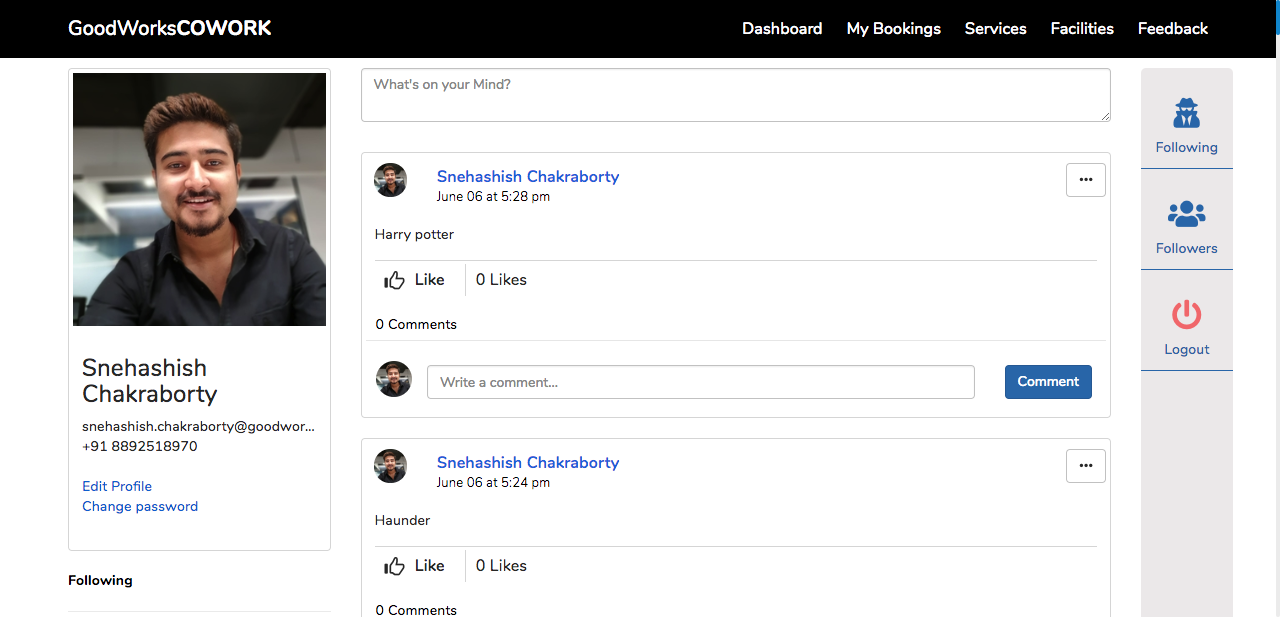 GoodWorksCOWORK
Dashboard
My Bookings
Services
Facilities
Feedback
Snehashish
Chakraborty
snehashish.chakraborty@goodwor...
+91 8892518970
Edit Profile
Change password
Following
What's on your Mind?
Snehashish Chakraborty
June 06 at 5:28 pm
Harry potter
Like
0 Likes
0 Comments
Write a comment...
Comment
Snehashish Chakraborty
June 06 at 5:24 pm
Haunder
Like
0 Likes
0 Comments
Following
Followers
Logout